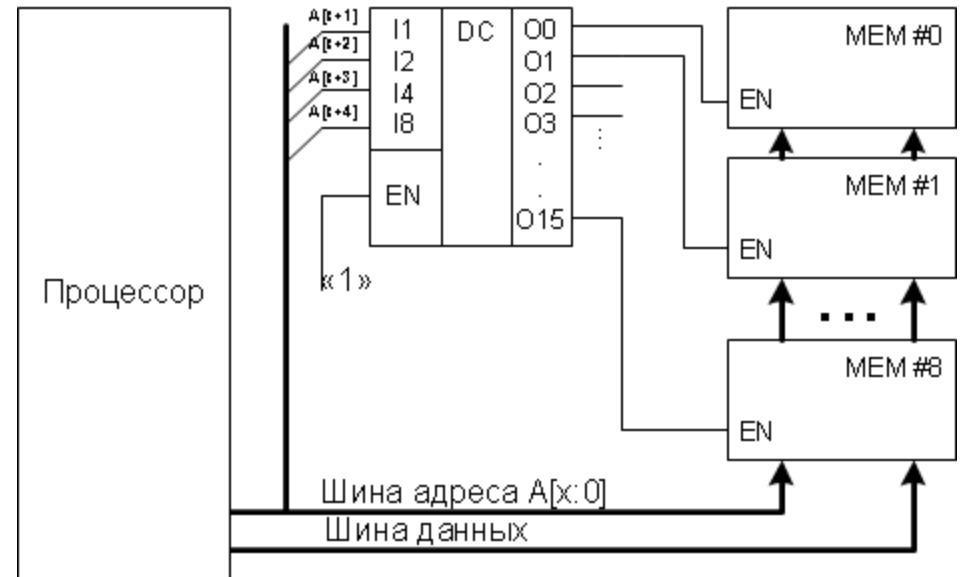 A[t+1]
A[t+2]
A[t+3]
A[t+4]
I1
I2
I4
I8
EN
DC
O0
O1
O2
O3
O15
«1»
MEM #0
EN
MEM #1
EN
...
MEM #8
EN
Процессор
Шина адреса A[x:0]
Шина данных